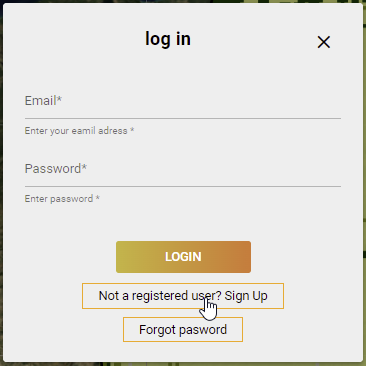 log in
Email*
Enter your eamil adress *
Password*
Enter password *
LOGIN
Not a registered user? Sign Up
Forgot pasword